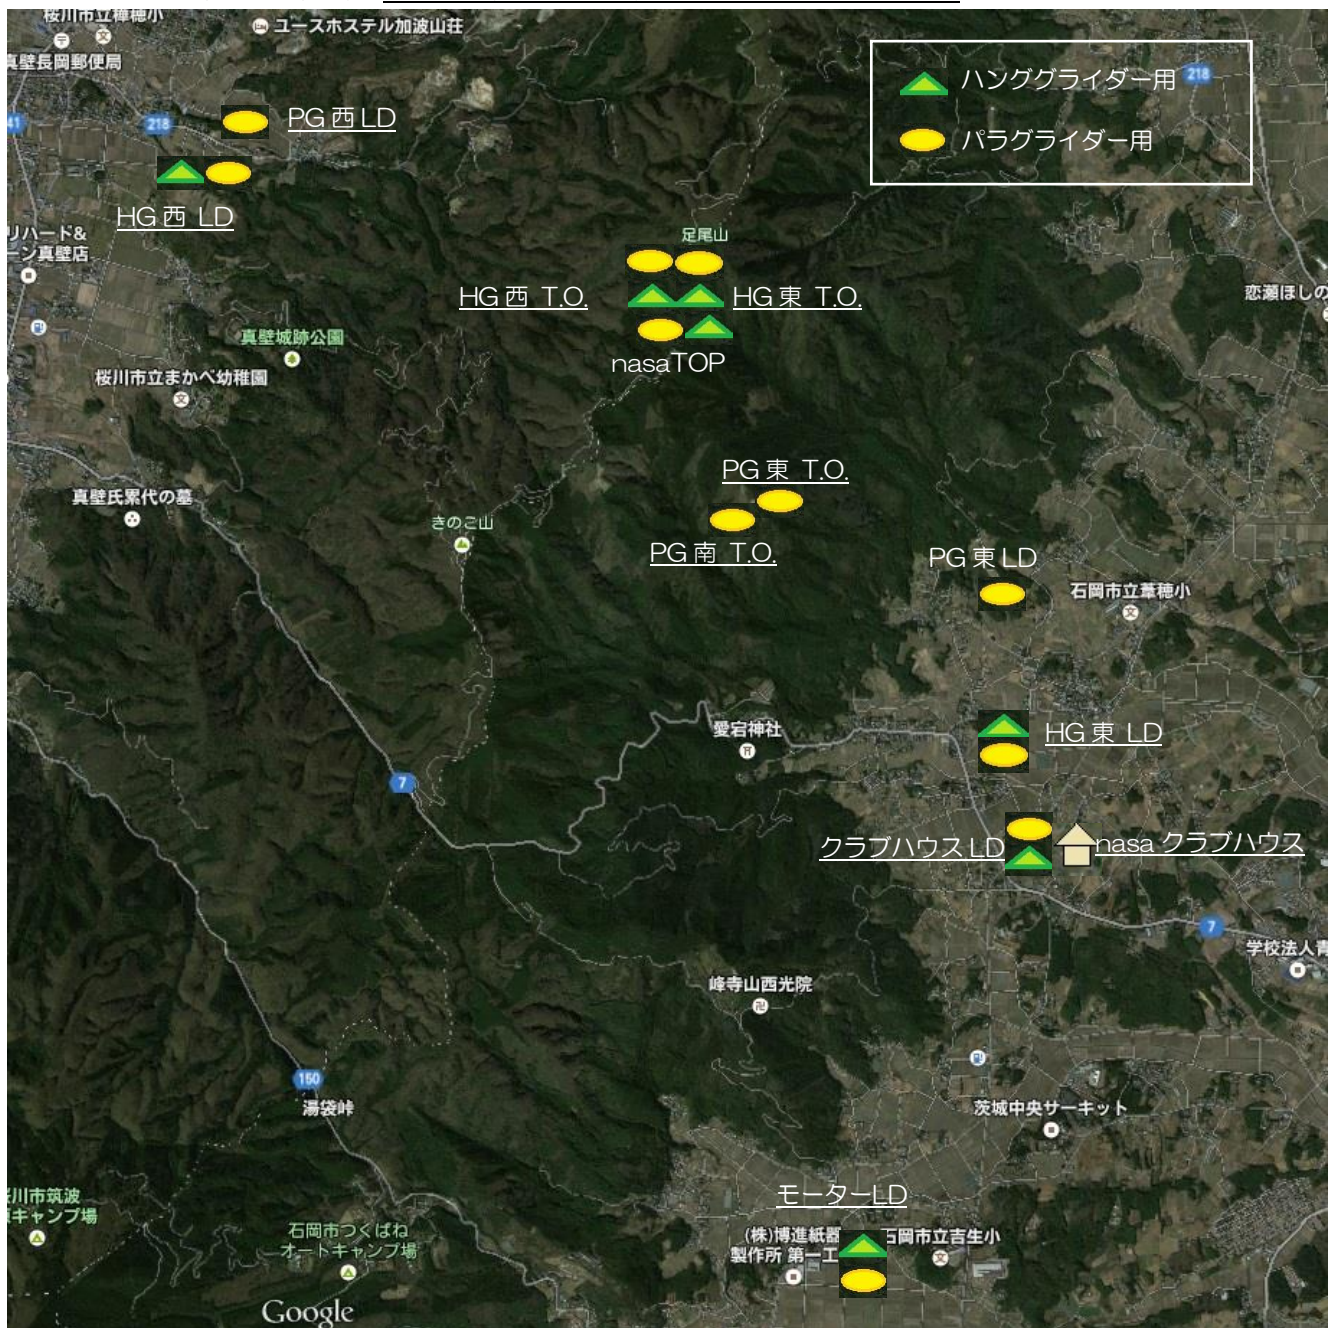 桜川市立樺穂小
ユースホステル加波山荘
真壁長岡郵便局
ハンググライダー用
218
パラグライダー用
41
218
PG 西 LD
HG 西 LD
リハード&
ーン真壁店
足尾山
HG 西 T.O.
HG 東 T.O.
恋瀬ほしの
nasaTOP
真壁城跡公園
桜川市立まかべ幼稚園
PG 東 T.O.
真壁氏累代の墓
きのこ山
PG 南 T.O.
PG 東 LD
石岡市立葦穂小
愛宕神社
HG 東 LD
7
クラブハウス LD
nasa クラブハウス
7
学校法人青
峰寺山西光院
150
湯袋峠
茨城中央サーキット
モーターLD
川市筑波
キャンプ場
石岡市つくばね
オートキャンプ場
(株)博進紙器
製作所 第一工
石岡市立吉生小
Google